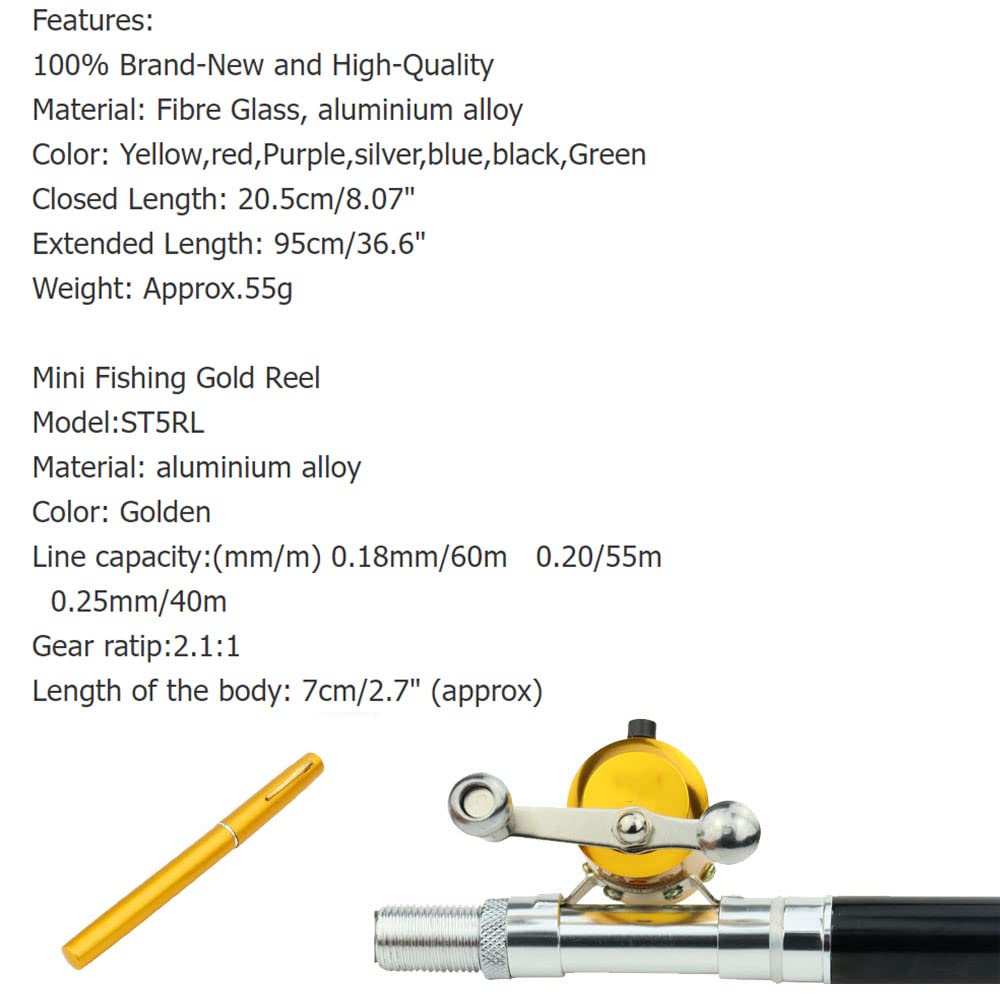 Features:
100% Brand-New and High-Quality
Material: Fibre Glass, aluminium alloy
Color: Yellow,red,Purple,silver,blue,black,Green
Closed Length: 20.5cm/8.07"
Extended Length: 95cm/36.6"
Weight: Approx.55g
Mini Fishing Gold Reel
Model:ST5RL
Material: aluminium alloy
Color: Golden
Line capacity:(mm/m) 0.18mm/60m 0.20/55m
0.25mm/40m
Gear ratip:2.1:1
Length of the body: 7cm/2.7" (approx)